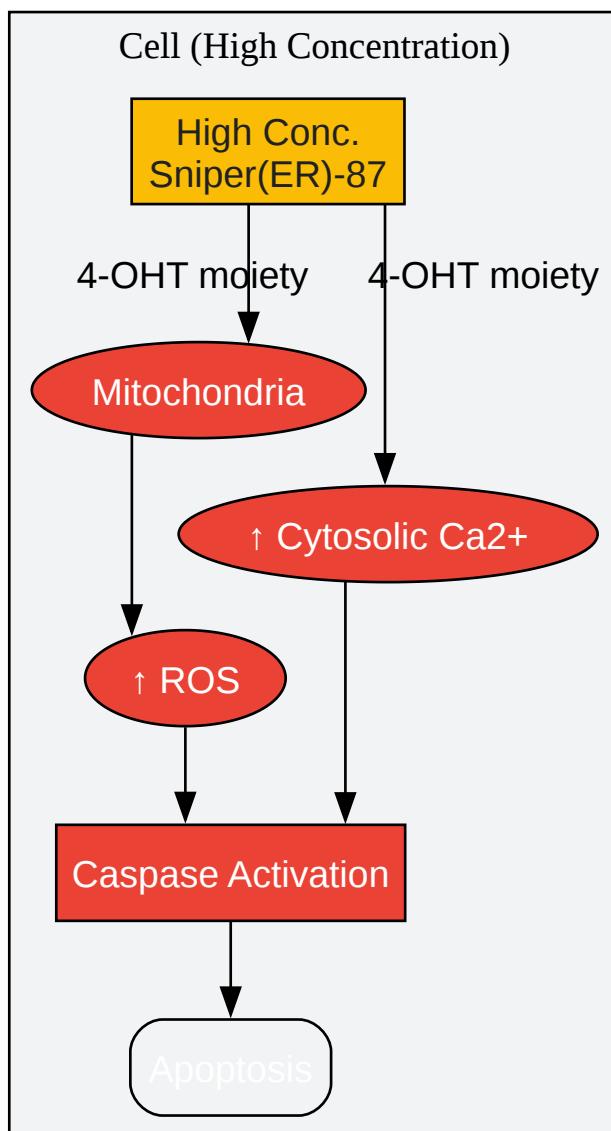 Cell (High Concentration)
High Conc.
Sniper(ER)-87
4-OHT moiety
4-OHT moiety
Mitochondria
↑ Cytosolic Ca2+
↑ ROS
Caspase Activation
Apoptosis